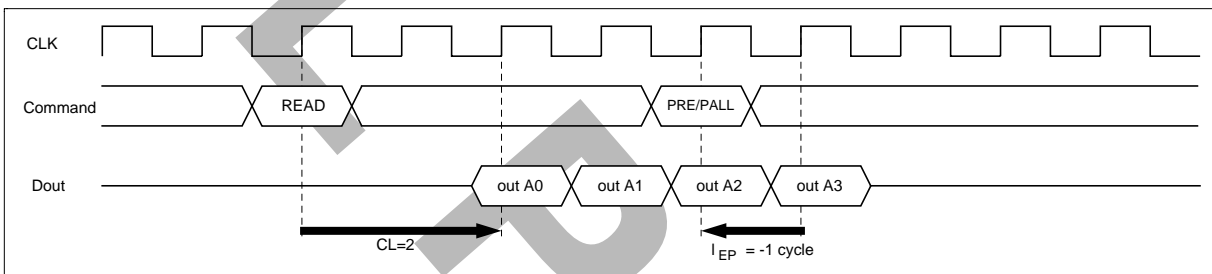 CLK
Command READ PRE/PALL
Dout out A0 out A1 out A2 out A3
CL=2 l EP = -1 cycle